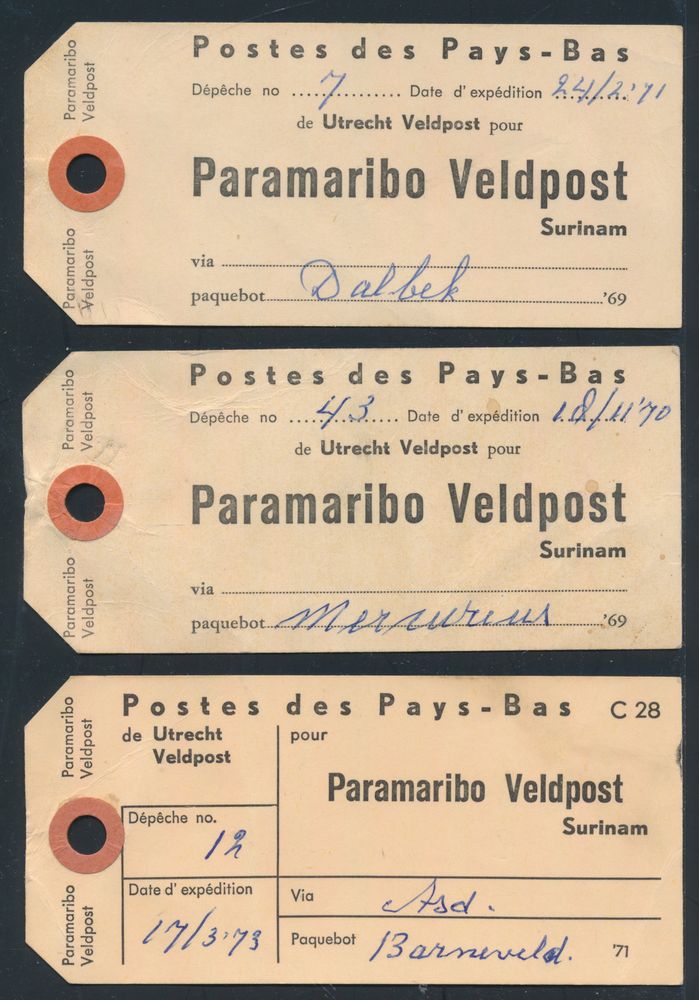 Postes des Pays-Bas
Paramaribo
Veldpost
Dépêche no ...7............ Date d'expédition 24/2'71
de Utrecht Veldpost pour
Paramaribo Veldpost
Surinam
Paramaribo
Veldpost
via
paquebot Dalbek '69
Postes des Pays-Bas
Paramaribo
Veldpost
Dépêche no ....43.... Date d'expédition 18/11'70
de Utrecht Veldpost pour
Paramaribo Veldpost
Surinam
Paramaribo
Veldpost
via
paquebot Mercurius '69
Postes des Pays-Bas C 28
Paramaribo
Veldpost
de Utrecht
Veldpost
pour
Paramaribo Veldpost
Surinam
Dépêche no.
12
Paramaribo
Veldpost
Date d'expédition
17/3'73
Via Asd.
Paquebot Barneveld. '71